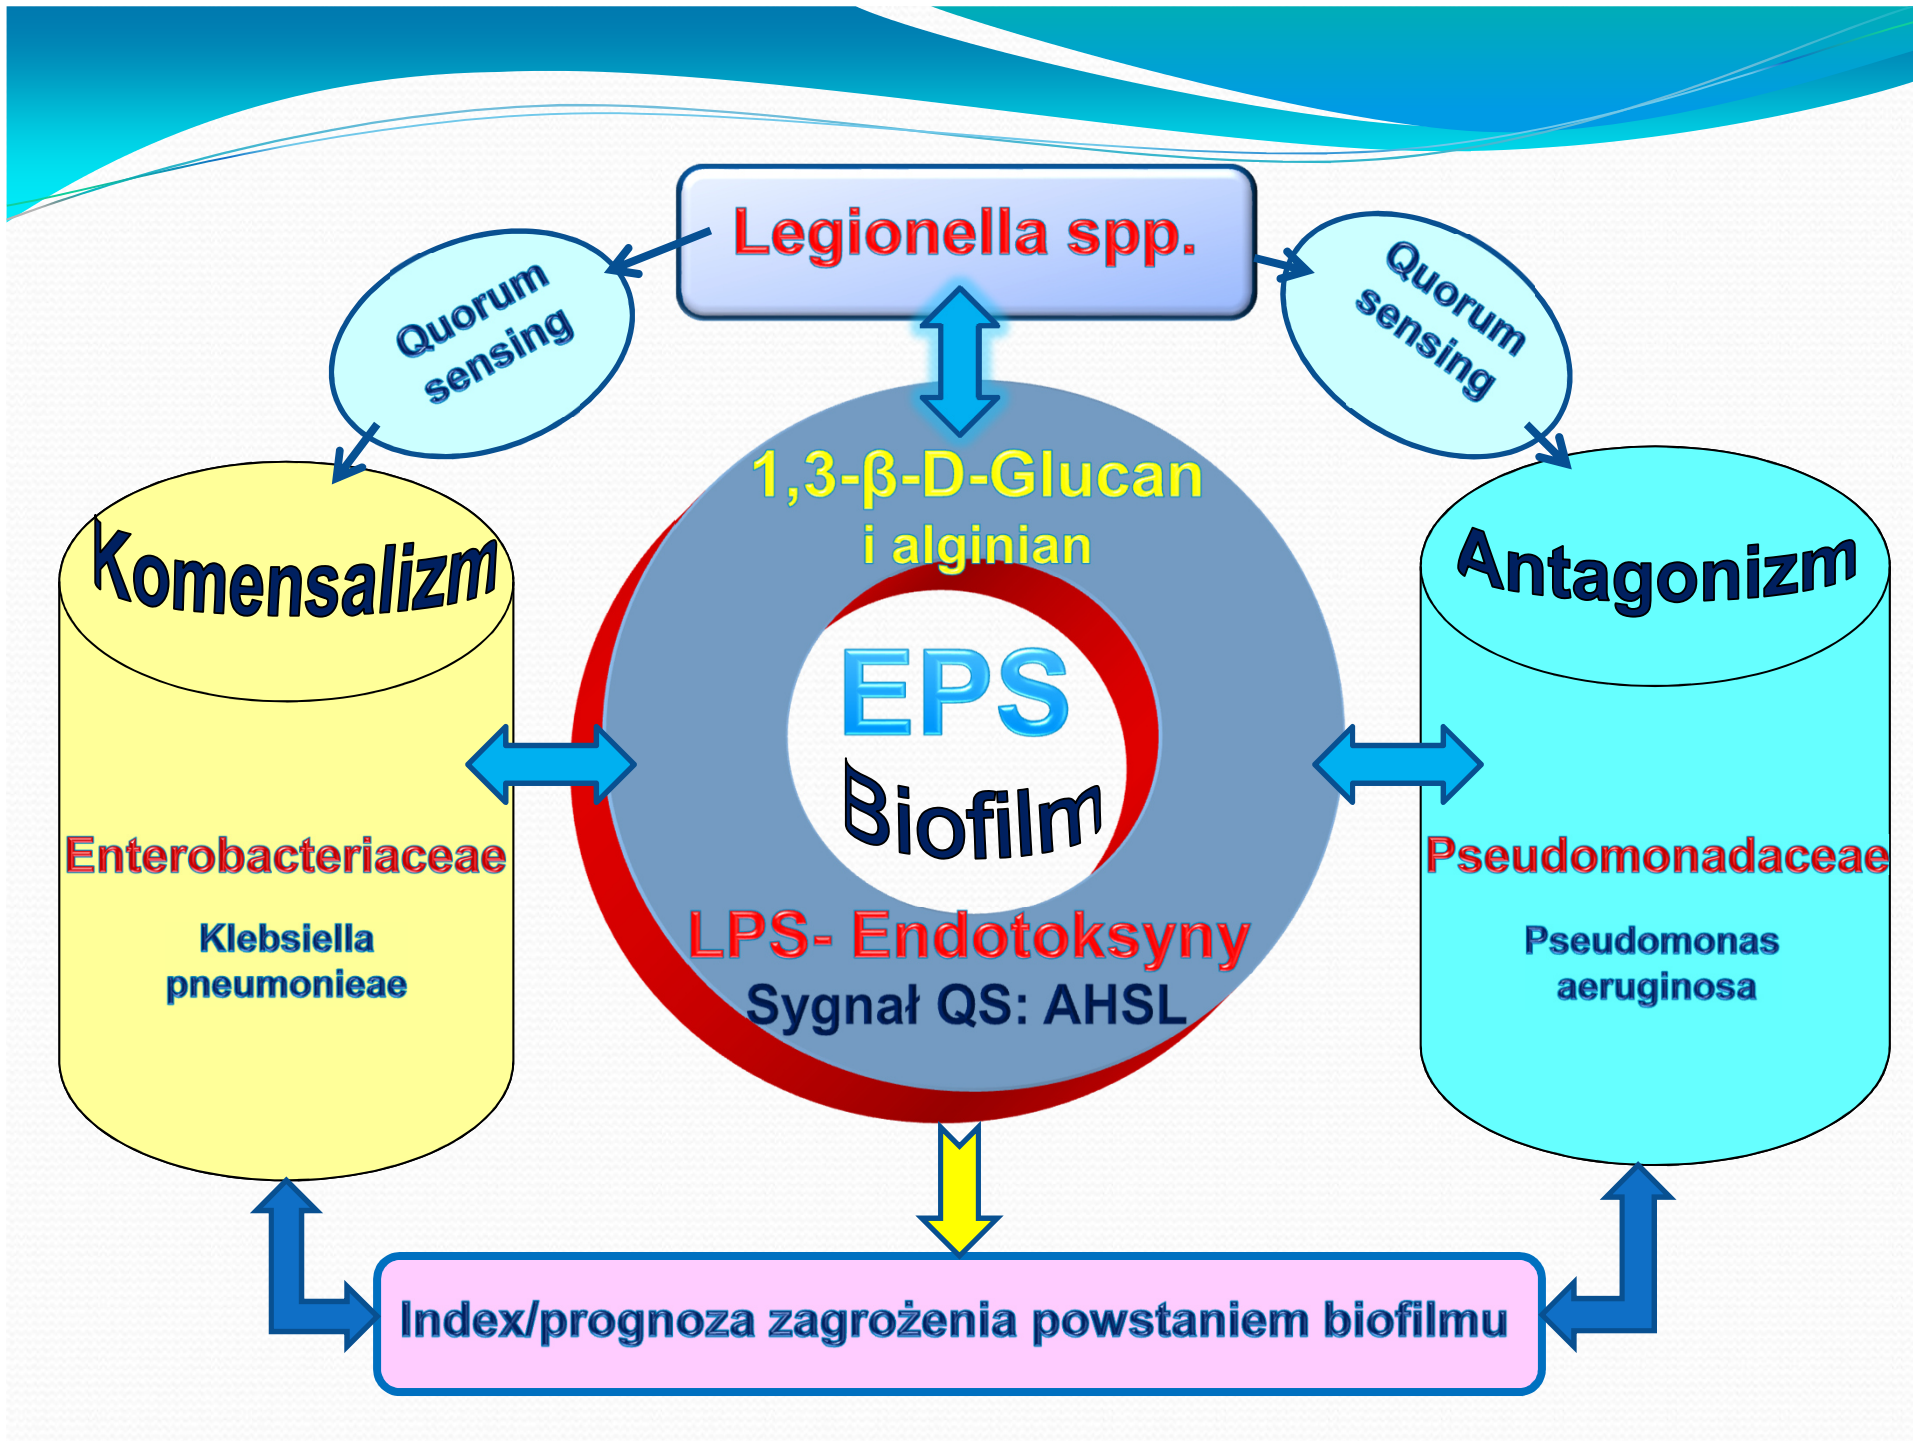 Legionella spp.
Quorum
sensing
Quorum
sensing
1,3-β-D-Glucan
i alginian
Komensalizm
Antagonizm
EPS
Biofilm
Enterobacteriaceae
Klebsiella
pneumonieae
Pseudomonadaceae
Pseudomonas
aeruginosa
LPS- Endotoksyny
Sygnał QS: AHSL
Index/prognoza zagrożenia powstaniem biofilmu